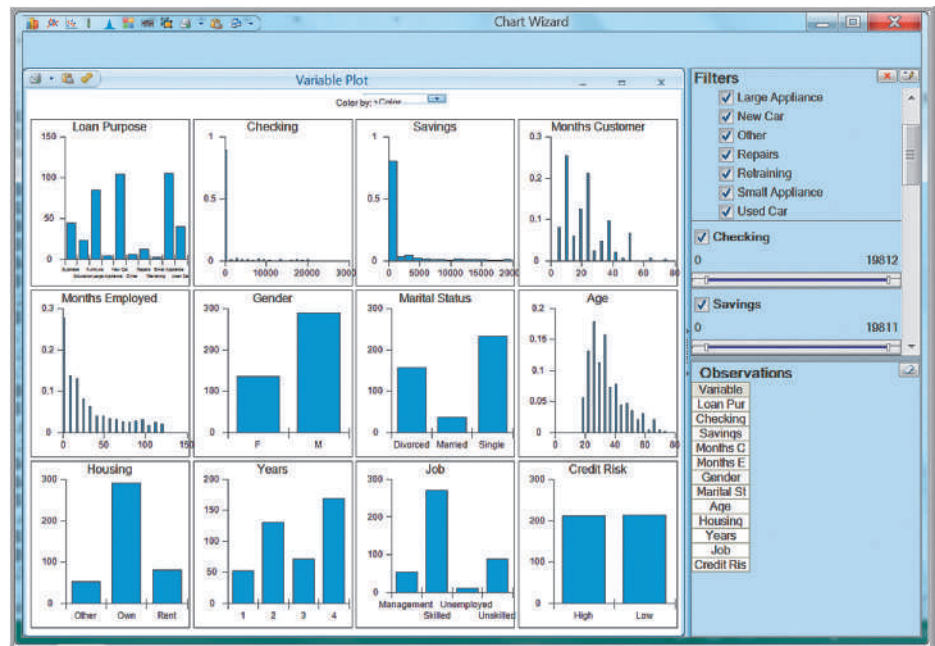 Chart Wizard
Variable Plot
Color by:
Loan Purpose
150
100
50
0
Checking
1
0.5
0
0 10000 20000 3000
Savings
1
0.5
0
0 5000 10000 15000 2000
Months Customer
0.3
0.2
0.1
0
0 20 40 60 80
Months Employed
0.3
0.2
0.1
0
0 50 100 150
Gender
300
200
100
0
F M
Marital Status
300
200
100
0
Divorced Married Single
Age
0.2
0.15
0.1
0.05
0
0 20 40 60 80
Housing
300
200
100
0
Other Own Rent
Years
200
150
100
50
0
1 2 3 4
Job
300
200
100
0
Management Unemployed
Skilled Unskilled
Credit Risk
300
200
100
0
High Low
Filters
Large Appliance
New Car
Other
Repairs
Retraining
Small Appliance
Used Car
Checking
0 19812
Savings
0 19811
Observations
Variable
Loan Pur
Checking
Savings
Months C
Months E
Gender
Marital St
Age
Housing
Years
Job
Credit Ris